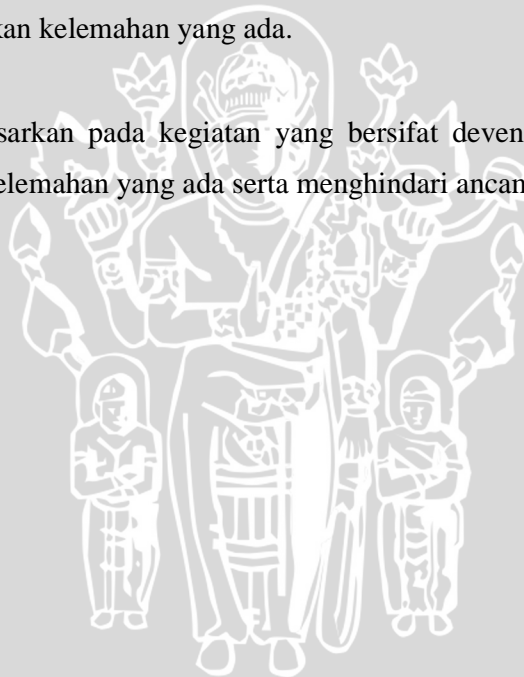 kan kelemahan yang ada.
sarkan pada kegiatan yang bersifat deven
elemahan yang ada serta menghindari ancam